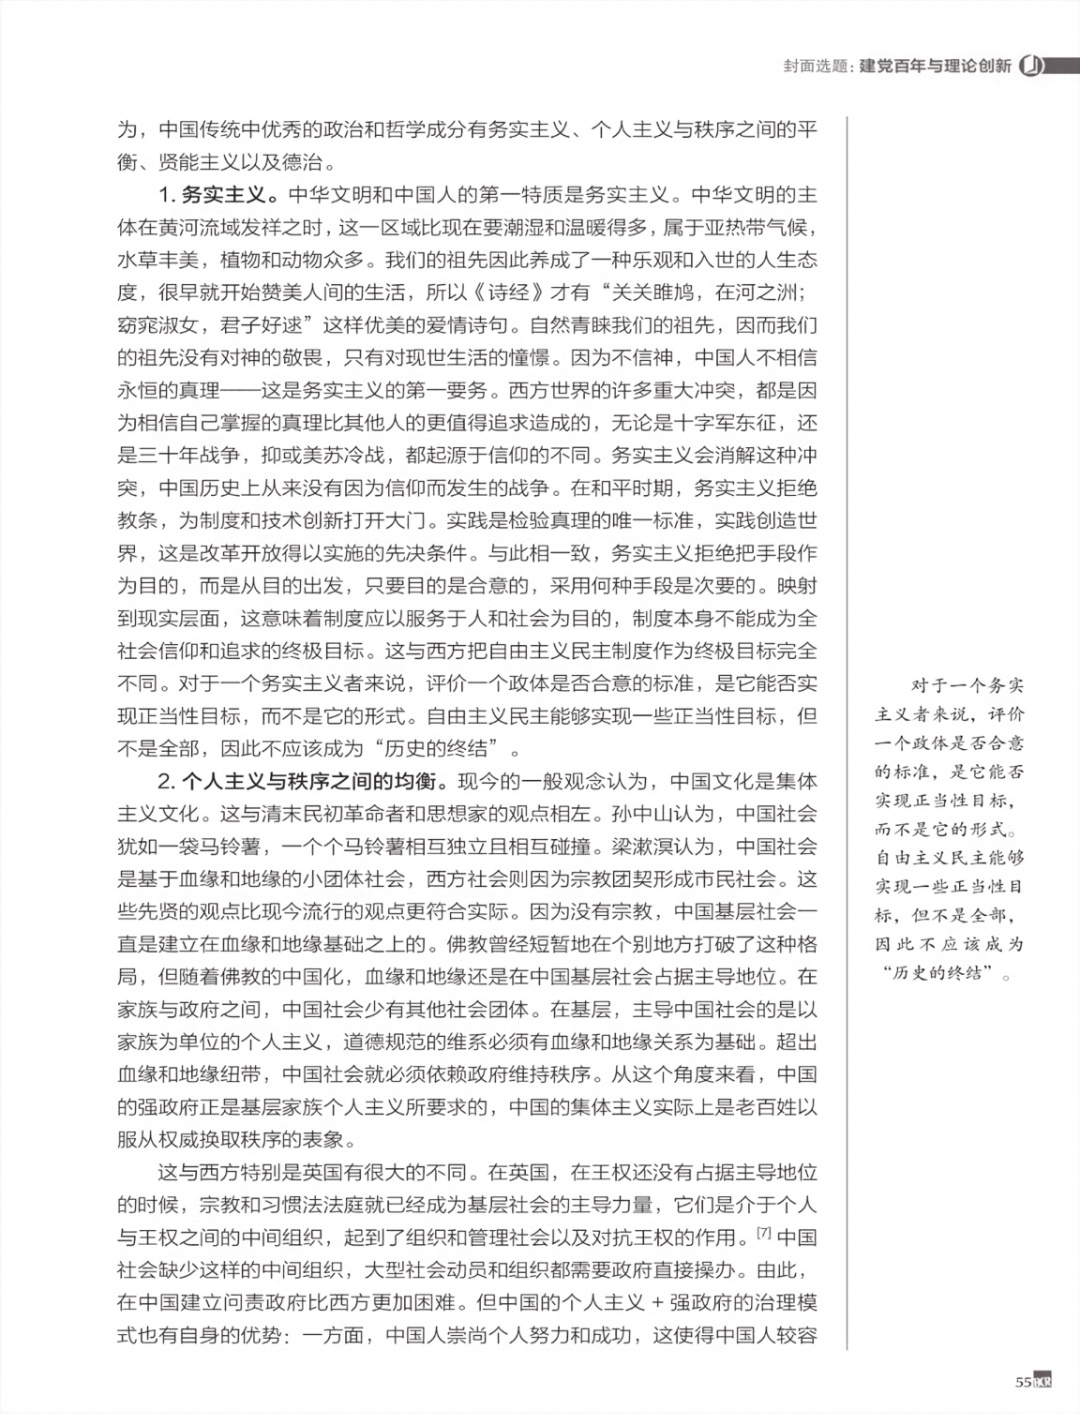 封面选题：建党百年与理论创新
为，中国传统中优秀的政治和哲学成分有务实主义、个人主义与秩序之间的平
衡、贤能主义以及德治。
1. 务实主义。中华文明和中国人的第一特质是务实主义。中华文明的主
体在黄河流域发祥之时，这一区域比现在要潮湿和温暖得多，属于亚热带气候，
水草丰美，植物和动物众多。我们的祖先因此养成了一种乐观和入世的人生态
度，很早就开始赞美人间的生活，所以《诗经》才有“关关雎鸠，在河之洲；
窈窕淑女，君子好逑”这样优美的爱情诗句。自然青睐我们的祖先，因而我们
的祖先没有对神的敬畏，只有对现世生活的憧憬。因为不信神，中国人不相信
永恒的真理——这是务实主义的第一要务。西方世界的许多重大冲突，都是因
为相信自己掌握的真理比其他人的更值得追求造成的，无论是十字军东征，还
是三十年战争，抑或美苏冷战，都起源于信仰的不同。务实主义会消解这种冲
突，中国历史上从来没有因为信仰而发生的战争。在和平时期，务实主义拒绝
教条，为制度和技术创新打开大门。实践是检验真理的唯一标准，实践创造世
界，这是改革开放得以实施的先决条件。与此相一致，务实主义拒绝把手段作
为目的，而是从目的出发，只要目的是合意的，采用何种手段是次要的。映射
到现实层面，这意味着制度应以服务于人和社会为目的，制度本身不能成为全
社会信仰和追求的终极目标。这与西方把自由主义民主制度作为终极目标完全
不同。对于一个务实主义者来说，评价一个政体是否合意的标准，是它能否实
现正当性目标，而不是它的形式。自由主义民主能够实现一些正当性目标，但
不是全部，因此不应该成为“历史的终结”。
2. 个人主义与秩序之间的均衡。现今的一般观念认为，中国文化是集体
主义文化。这与清末民初革命者和思想家的观点相左。孙中山认为，中国社会
犹如一袋马铃薯，一个个马铃薯相互独立且相互碰撞。梁漱溟认为，中国社会
是基于血缘和地缘的小团体社会，西方社会则因为宗教团契形成市民社会。这
些先贤的观点比现今流行的观点更符合实际。因为没有宗教，中国基层社会一
直是建立在血缘和地缘基础之上的。佛教曾经短暂地在个别地方打破了这种格
局，但随着佛教的中国化，血缘和地缘还是在中国基层社会占据主导地位。在
家族与政府之间，中国社会少有其他社会团体。在基层，主导中国社会的是以
家族为单位的个人主义，道德规范的维系必须有血缘和地缘关系为基础。超出
血缘和地缘纽带，中国社会就必须依赖政府维持秩序。从这个角度来看，中国
的强政府正是基层家族个人主义所要求的，中国的集体主义实际上是老百姓以
服从权威换取秩序的表象。
这与西方特别是英国有很大的不同。在英国，在王权还没有占据主导地位
的时候，宗教和习惯法法庭就已经成为基层社会的主导力量，它们是介于个人
与王权之间的中间组织，起到了组织和管理社会以及对抗王权的作用。[7] 中国
社会缺少这样的中间组织，大型社会动员和组织都需要政府直接操办。由此，
在中国建立问责政府比西方更加困难。但中国的个人主义 + 强政府的治理模
式也有自身的优势：一方面，中国人崇尚个人努力和成功，这使得中国人较容
对于一个务实
主义者来说，评价
一个政体是否合意
的标准，是它能否
实现正当性目标，
而不是它的形式。
自由主义民主能够
实现一些正当性目
标，但不是全部，
因此不应该成为
“历史的终结”。
55